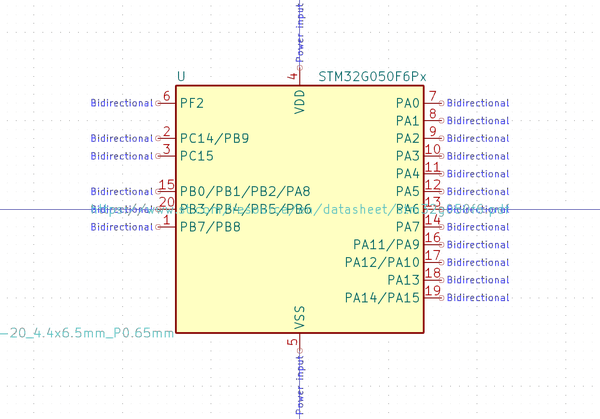 Power input
4
U STM32G050F6Px
VDD
Bidirectional 6 PF2 PA0 7 Bidirectional
PA1 8 Bidirectional
Bidirectional 2 PC14/PB9 PA2 9 Bidirectional
Bidirectional 3 PC15 PA3 10 Bidirectional
PA4 11 Bidirectional
Bidirectional 15 PB0/PB1/PB2/PA8 PA5 12 Bidirectional
Bidirectional 20 PB3/PB4/PB5/PB6 PA6 13 Bidirectional
Bidirectional 1 PB7/PB8 PA7 14 Bidirectional
PA11/PA9 16 Bidirectional
PA12/PA10 17 Bidirectional
PA13 18 Bidirectional
PA14/PA15 19 Bidirectional
VSS
-20_4.4x6.5mm_P0.65mm
5
Power input